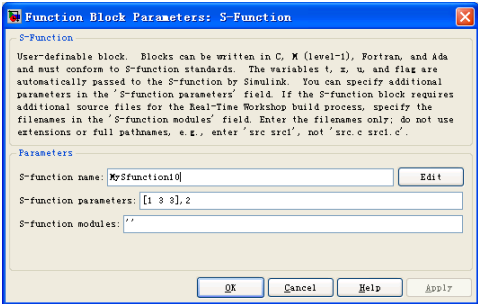 Function Block Parameters: S-Function
S-Function
User-definable block. Blocks can be written in C, M (level-1), Fortran, and Ada
and must conform to S-function standards. The variables t, x, u, and flag are
automatically passed to the S-function by Simulink. You can specify additional
parameters in the 'S-function parameters' field. If the S-function block requires
additional source files for the Real-Time Workshop build process, specify the
filenames in the 'S-function modules' field. Enter the filenames only; do not use
extensions or full pathnames, e.g., enter 'src src1', not 'src.c src1.c'.
Parameters
S-function name: MySfunction10 Edit
S-function parameters: [1 3 3],2
S-function modules: ''
OK Cancel Help Apply